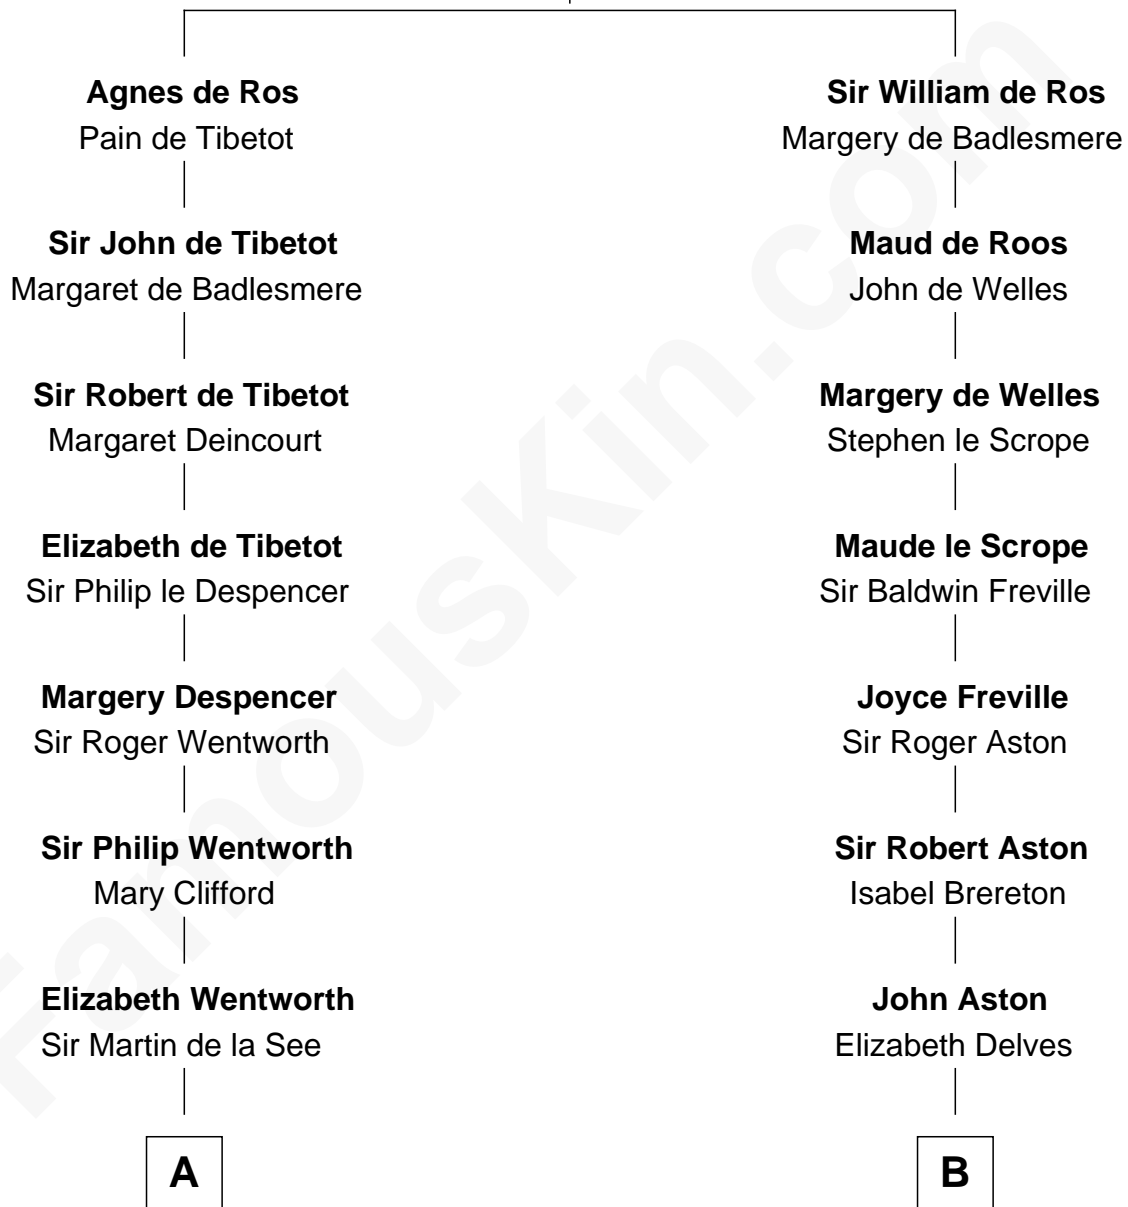 Agnes de Ros
Pain de Tibetot
Sir John de Tibetot
Margaret de Badlesmere
Sir Robert de Tibetot
Margaret Deincourt
Elizabeth de Tibetot
Sir Philip le Despencer
Margery Despencer
Sir Roger Wentworth
Sir Philip Wentworth
Mary Clifford
Elizabeth Wentworth
Sir Martin de la See
A
Sir William de Ros
Margery de Badlesmere
Maud de Roos
John de Welles
Margery de Welles
Stephen le Scrope
Maude le Scrope
Sir Baldwin Freville
Joyce Freville
Sir Roger Aston
Sir Robert Aston
Isabel Brereton
John Aston
Elizabeth Delves
B
FamousKin.com